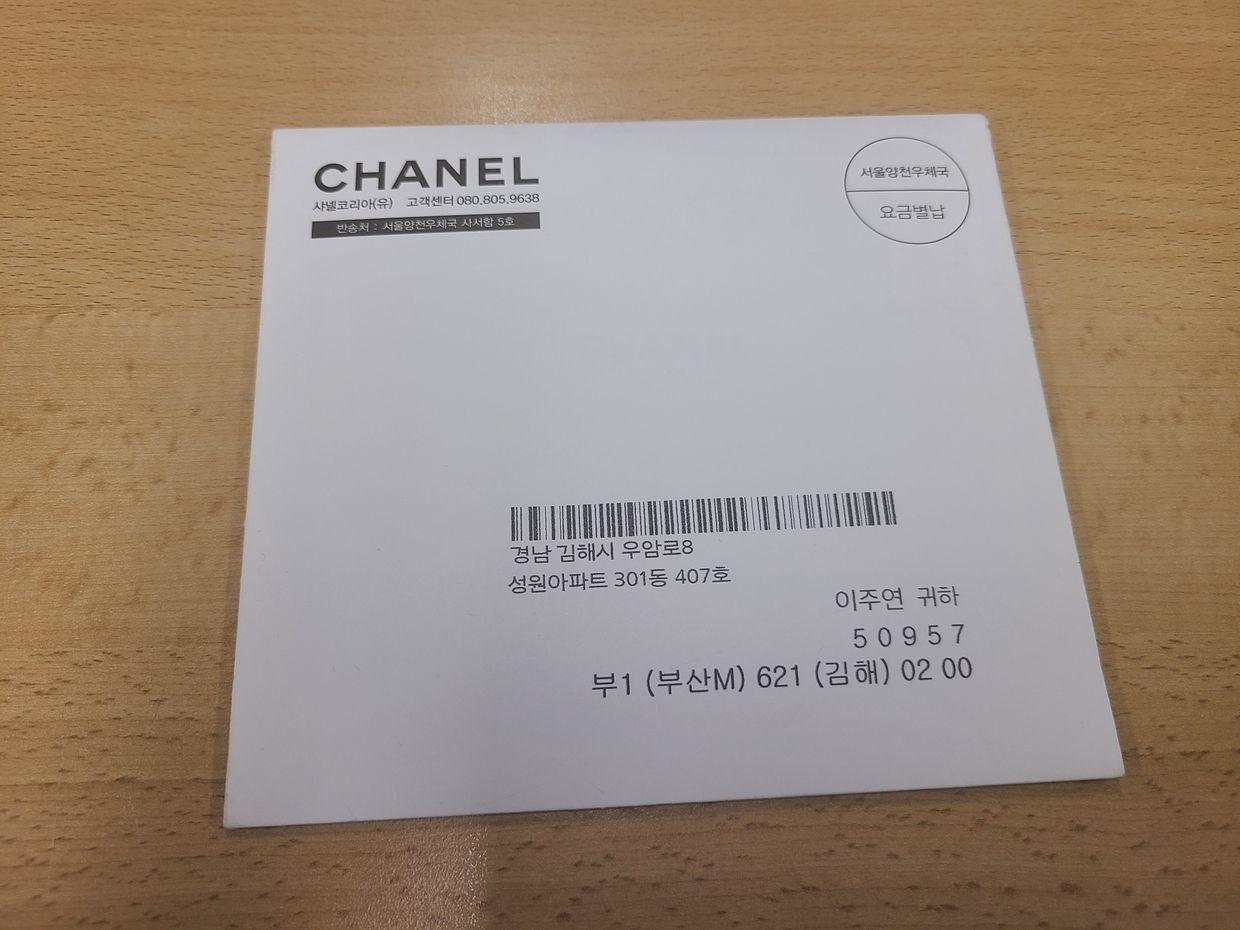 CHANEL
샤넬코리아(유) 고객센터 080.805.9638
반송처 : 서울양천우체국 사서함 5호
서울양천우체국
요금별납
경남 김해시 우암로8
성원아파트 301동 407호
이주연 귀하
50957
부1 (부산M) 621 (김해) 02 00